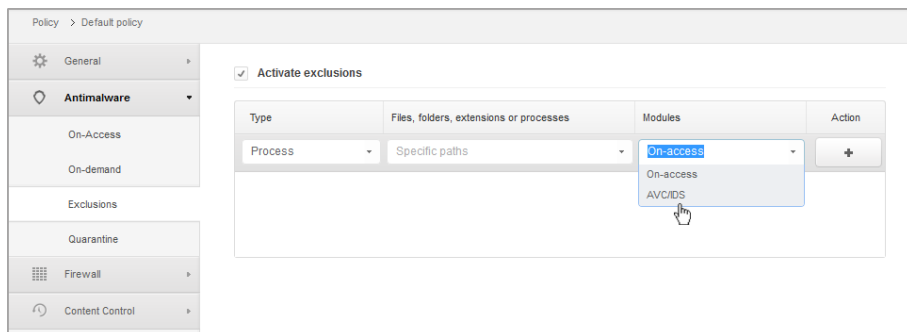 Policy > Default policy
General
Antimalware
On-Access
On-demand
Exclusions
Quarantine
Firewall
Content Control
Activate exclusions
Type Files, folders, extensions or processes Modules Action
Process Specific paths On-access +
On-access
AVC/IDS